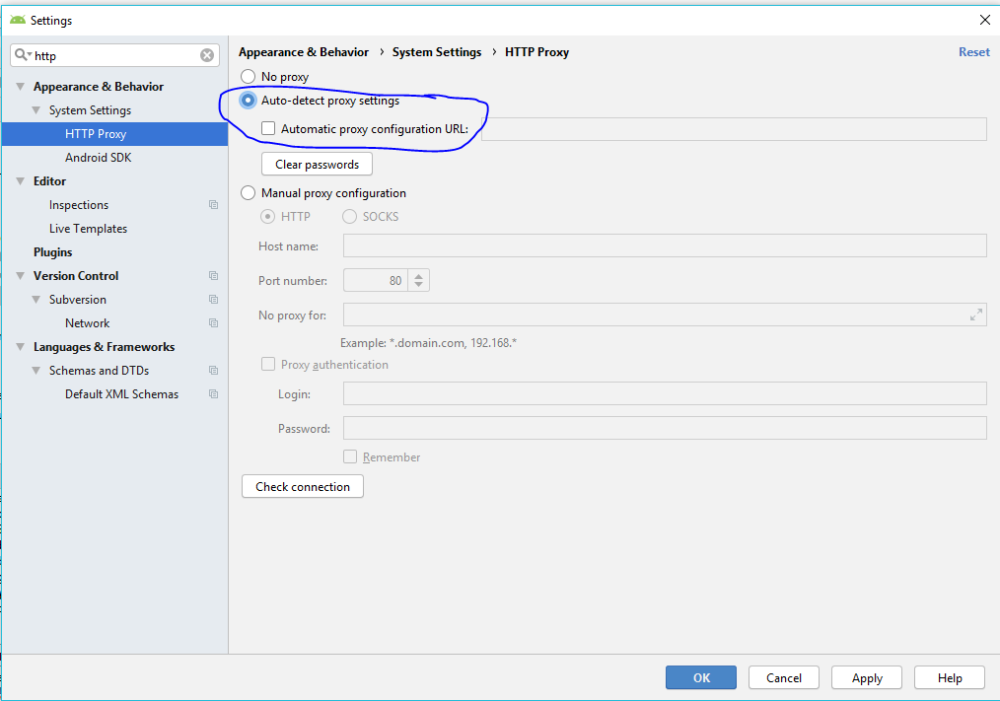 Settings
http
Appearance & Behavior
System Settings
HTTP Proxy
Android SDK
Editor
Inspections
Live Templates
Plugins
Version Control
Subversion
Network
Languages & Frameworks
Schemas and DTDs
Default XML Schemas
Appearance & Behavior › System Settings › HTTP Proxy Reset
No proxy
Auto-detect proxy settings
Automatic proxy configuration URL:
Clear passwords
Manual proxy configuration
HTTP SOCKS
Host name:
Port number: 80
No proxy for:
Example: *.domain.com, 192.168.*
Proxy authentication
Login:
Password:
Remember
Check connection
OK Cancel Apply Help